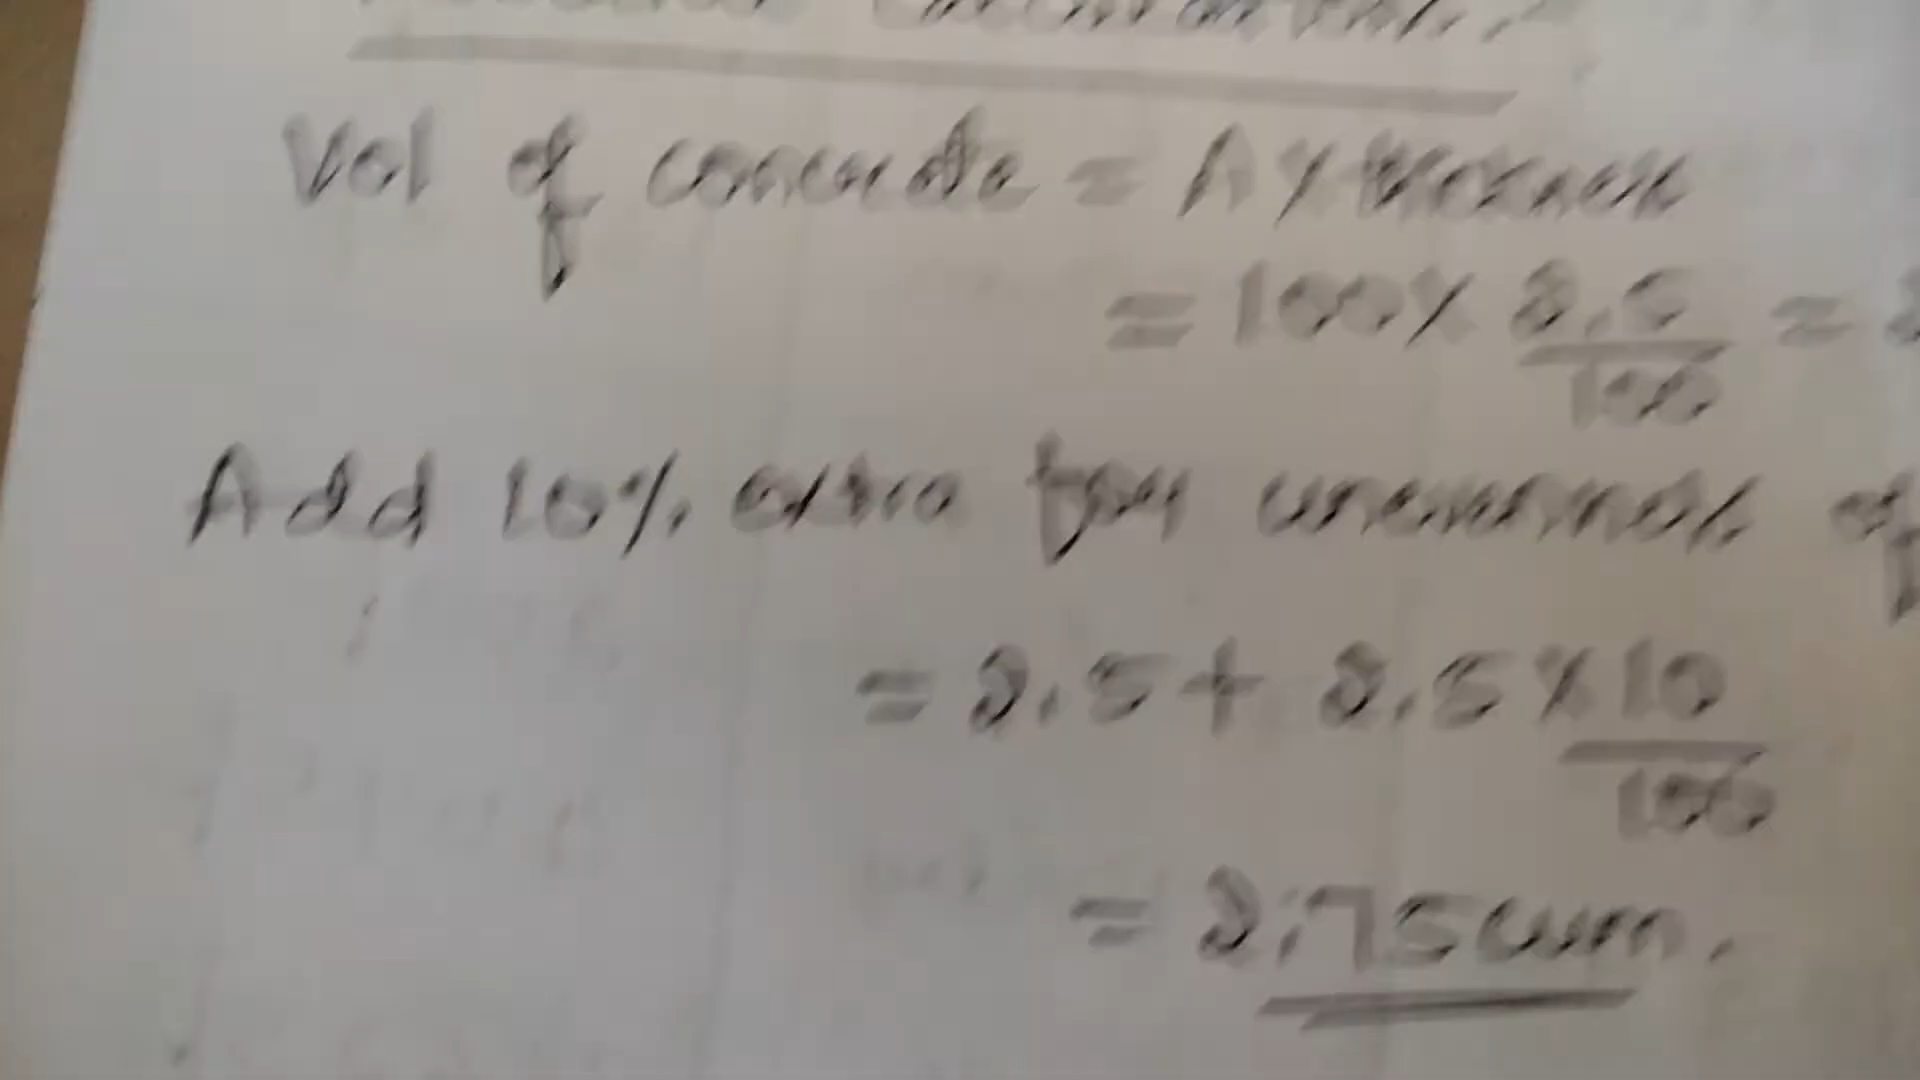 Vol of concrete = A X thickness
= 100 X 2.5/100 =
Add 10% extra for unevenness of
= 2.5 + 2.5 X 10/100
= 2.75 cum.